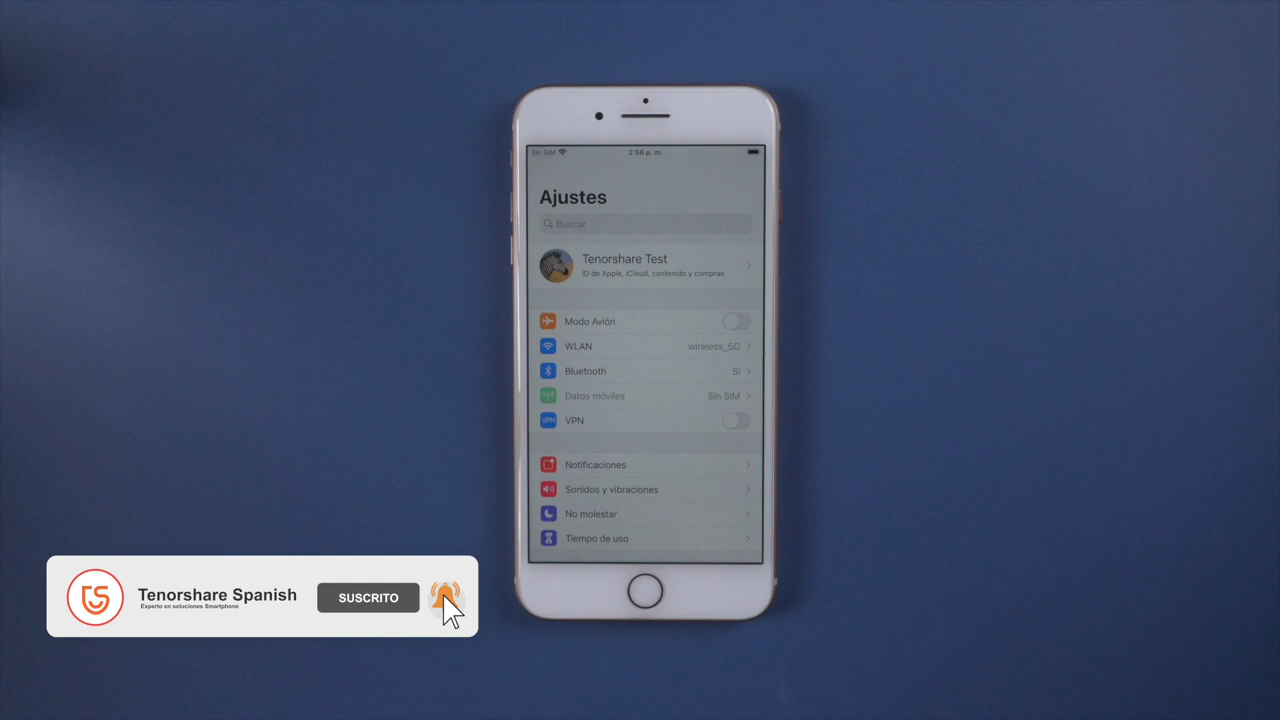 Sin SIM 2:56 p. m.
Ajustes
Buscar
Tenorshare Test
ID de Apple, iCloud, contenido y compras
Modo Avión
WLAN wireless_5G
Bluetooth Sí
Datos móviles Sin SIM
VPN VPN
Notificaciones
Sonidos y vibraciones
No molestar
Tiempo de uso
Tenorshare Spanish
Experto en soluciones Smartphone
SUSCRITO